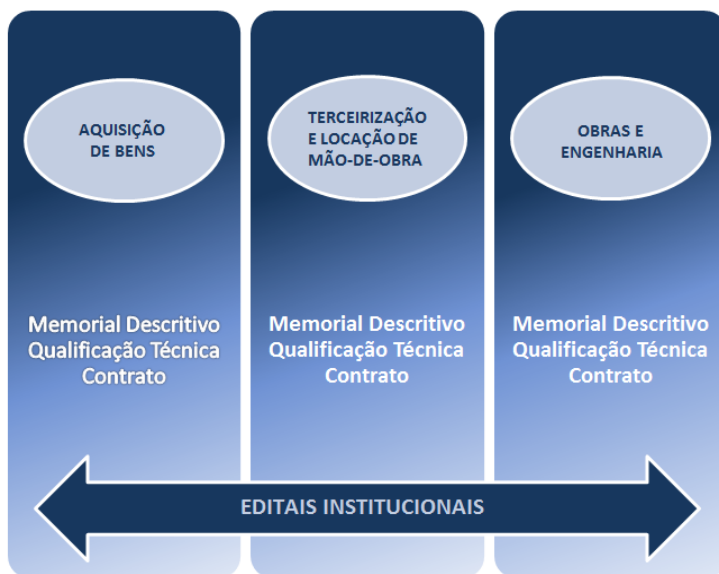 AQUISIÇÃO
DE BENS
TERCEIRIZAÇÃO
E LOCAÇÃO DE
MÃO-DE-OBRA
OBRAS E
ENGENHARIA
Memorial Descritivo
Qualificação Técnica
Contrato
Memorial Descritivo
Qualificação Técnica
Contrato
Memorial Descritivo
Qualificação Técnica
Contrato
EDITAIS INSTITUCIONAIS